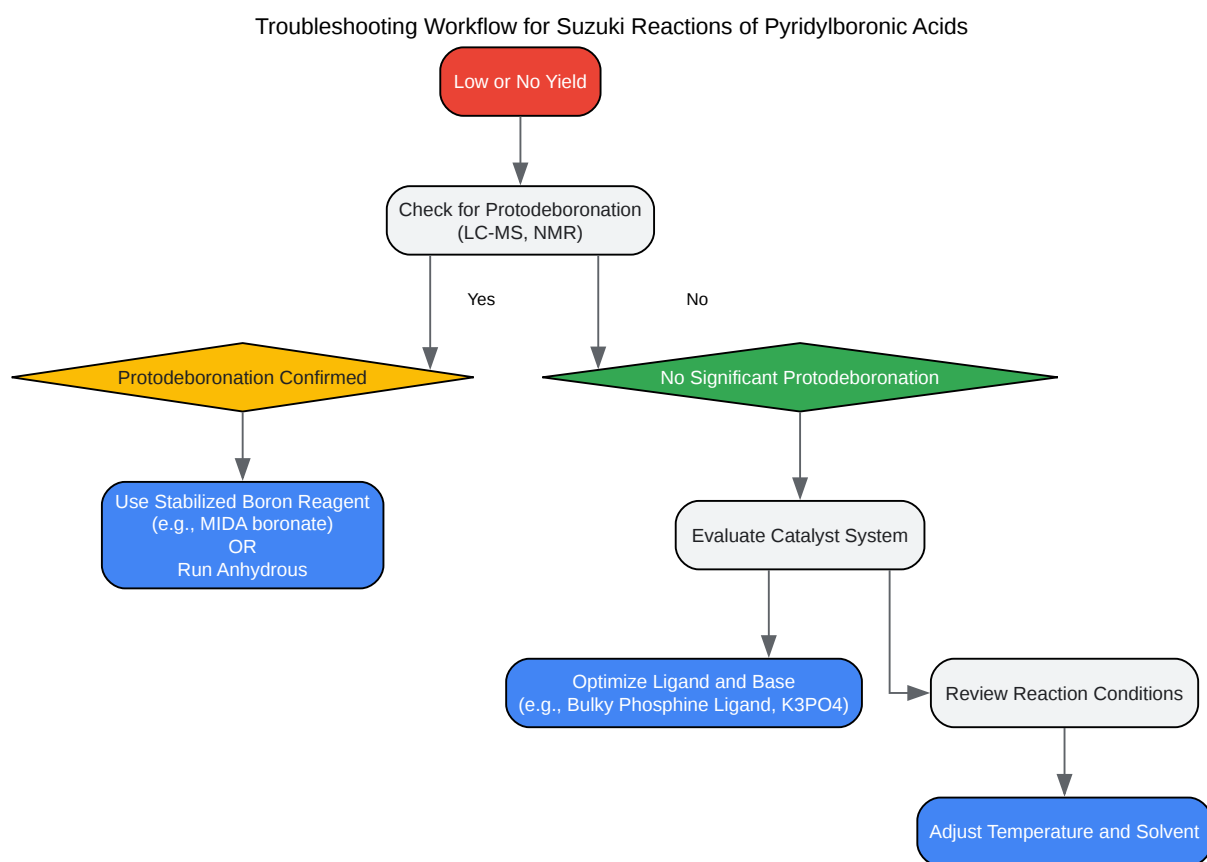 Troubleshooting Workflow for Suzuki Reactions of Pyridylboronic Acids
Low or No Yield
Check for Protodeboronation
(LC-MS, NMR)
Yes
No
Protodeboronation Confirmed
No Significant Protodeboronation
Use Stabilized Boron Reagent
(e.g., MIDA boronate)
OR
Run Anhydrous
Evaluate Catalyst System
Optimize Ligand and Base
(e.g., Bulky Phosphine Ligand, K3PO4)
Review Reaction Conditions
Adjust Temperature and Solvent